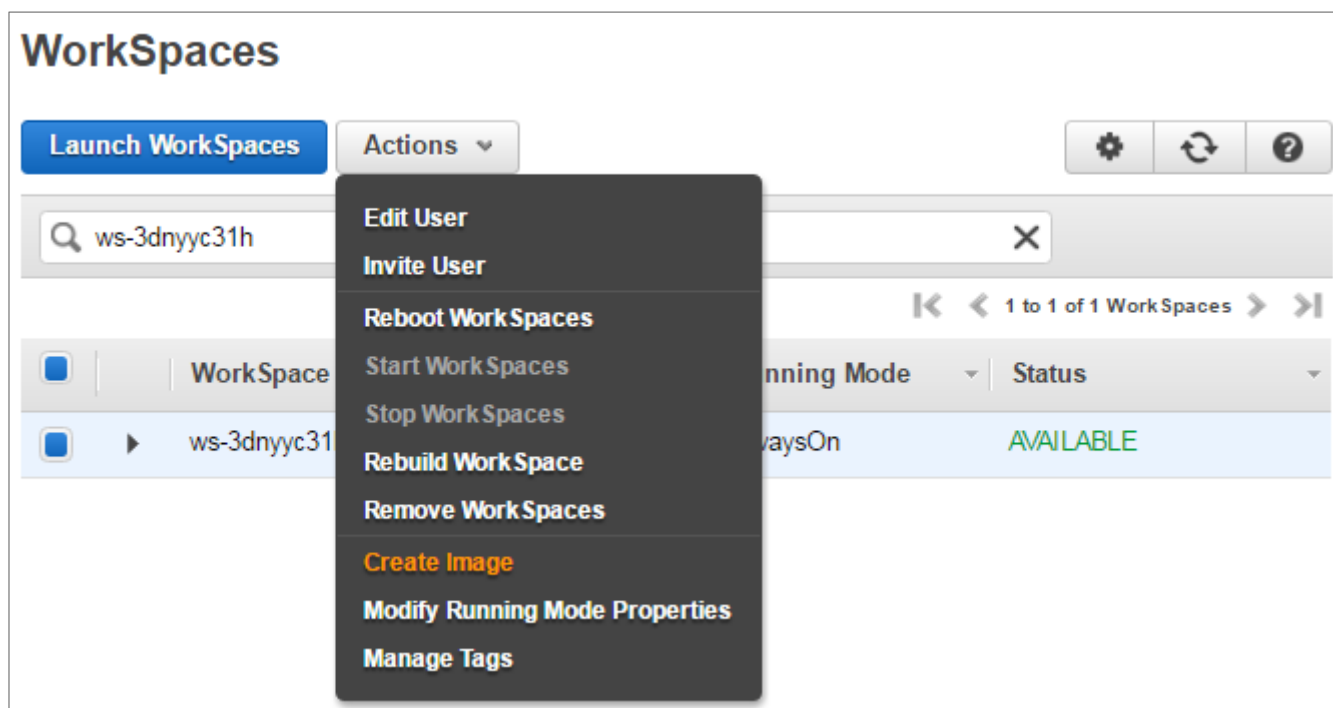 WorkSpaces
Launch WorkSpaces
Actions
ws-3dnyyc31h
Edit User
Invite User
Reboot WorkSpaces
Start WorkSpaces
Stop WorkSpaces
Rebuild WorkSpace
Remove WorkSpaces
Create Image
Modify Running Mode Properties
Manage Tags
1 to 1 of 1 WorkSpaces
WorkSpace nning Mode Status
ws-3dnyyc31 vaysOn AVAILABLE